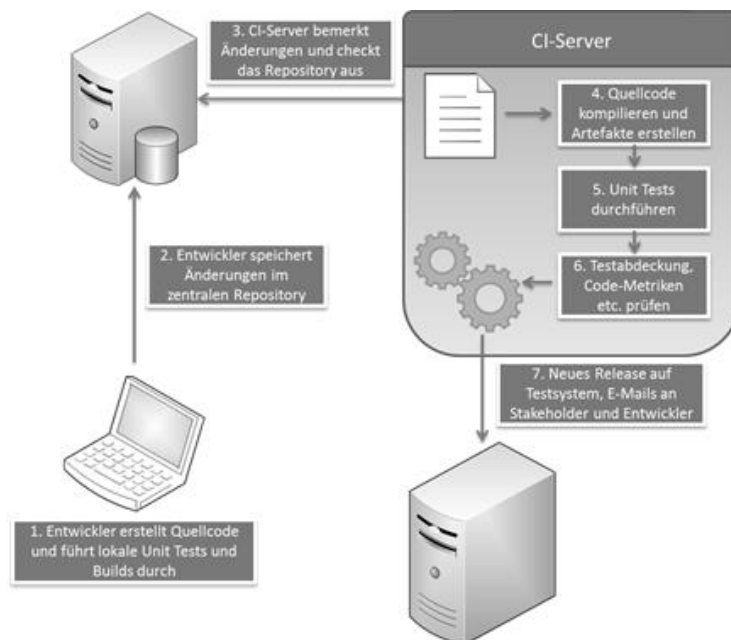 3. CI-Server bemerkt
Änderungen und checkt
das Repository aus
CI-Server
4. Quellcode
kompilieren und
Artefakte erstellen
5. Unit Tests
durchführen
2. Entwickler speichert
Änderungen im
zentralen Repository
6. Testabdeckung,
Code-Metriken
etc. prüfen
7. Neues Release auf
Testsystem, E-Mails an
Stakeholder und Entwickler
1. Entwickler erstellt Quellcode
und führt lokale Unit Tests und
Builds durch